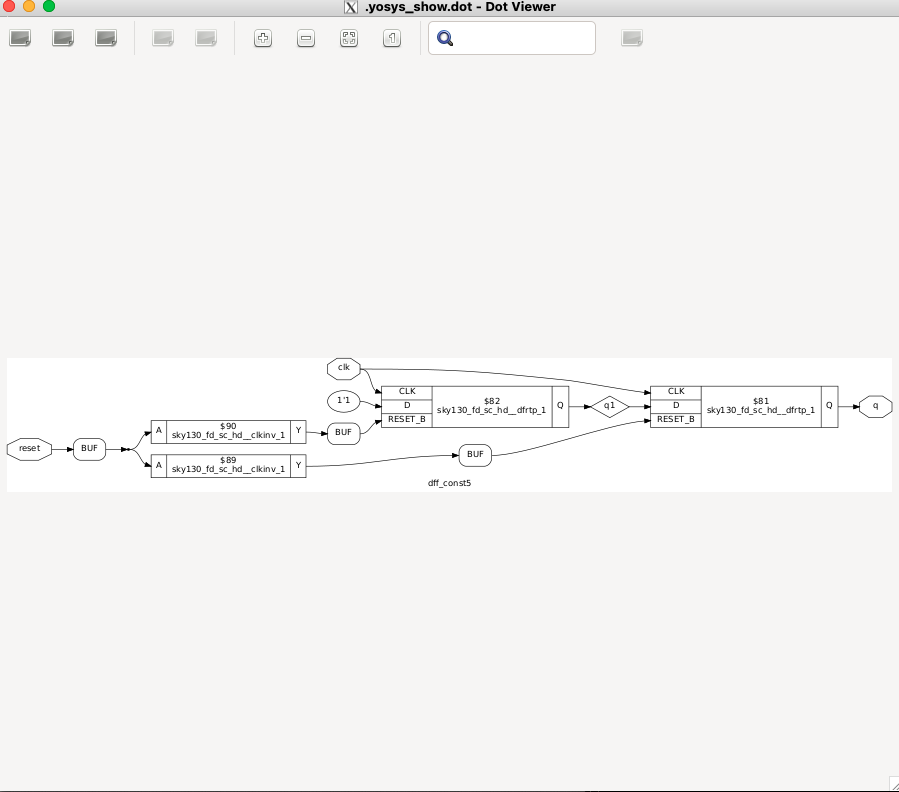 .yosys_show.dot - Dot Viewer
clk
1'1
CLK
D
RESET_B
$82
sky130_fd_sc_hd__dfrtp_1
Q
q1
CLK
D
RESET_B
$81
sky130_fd_sc_hd__dfrtp_1
Q
q
reset
BUF
A
$90
sky130_fd_sc_hd__clkinv_1
Y
BUF
A
$89
sky130_fd_sc_hd__clkinv_1
Y
BUF
dff_const5